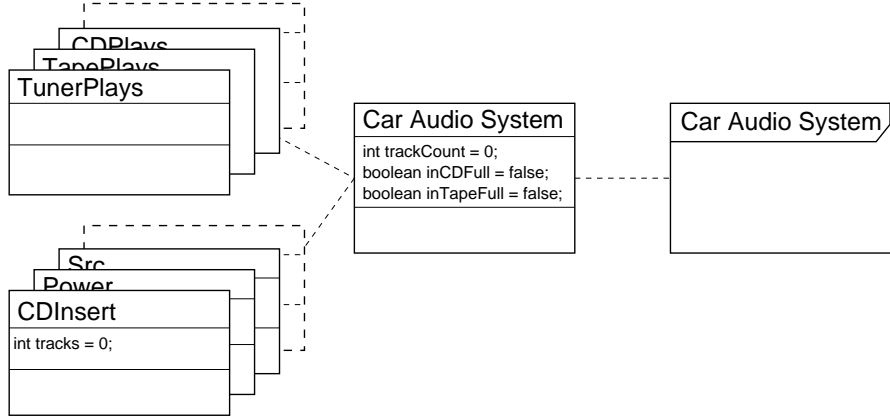 CDPlays
TapePlays
TunerPlays
Src
Power
CDInsert
int tracks = 0;
Car Audio System
int trackCount = 0;
boolean inCDFull = false;
boolean inTapeFull = false;
Car Audio System